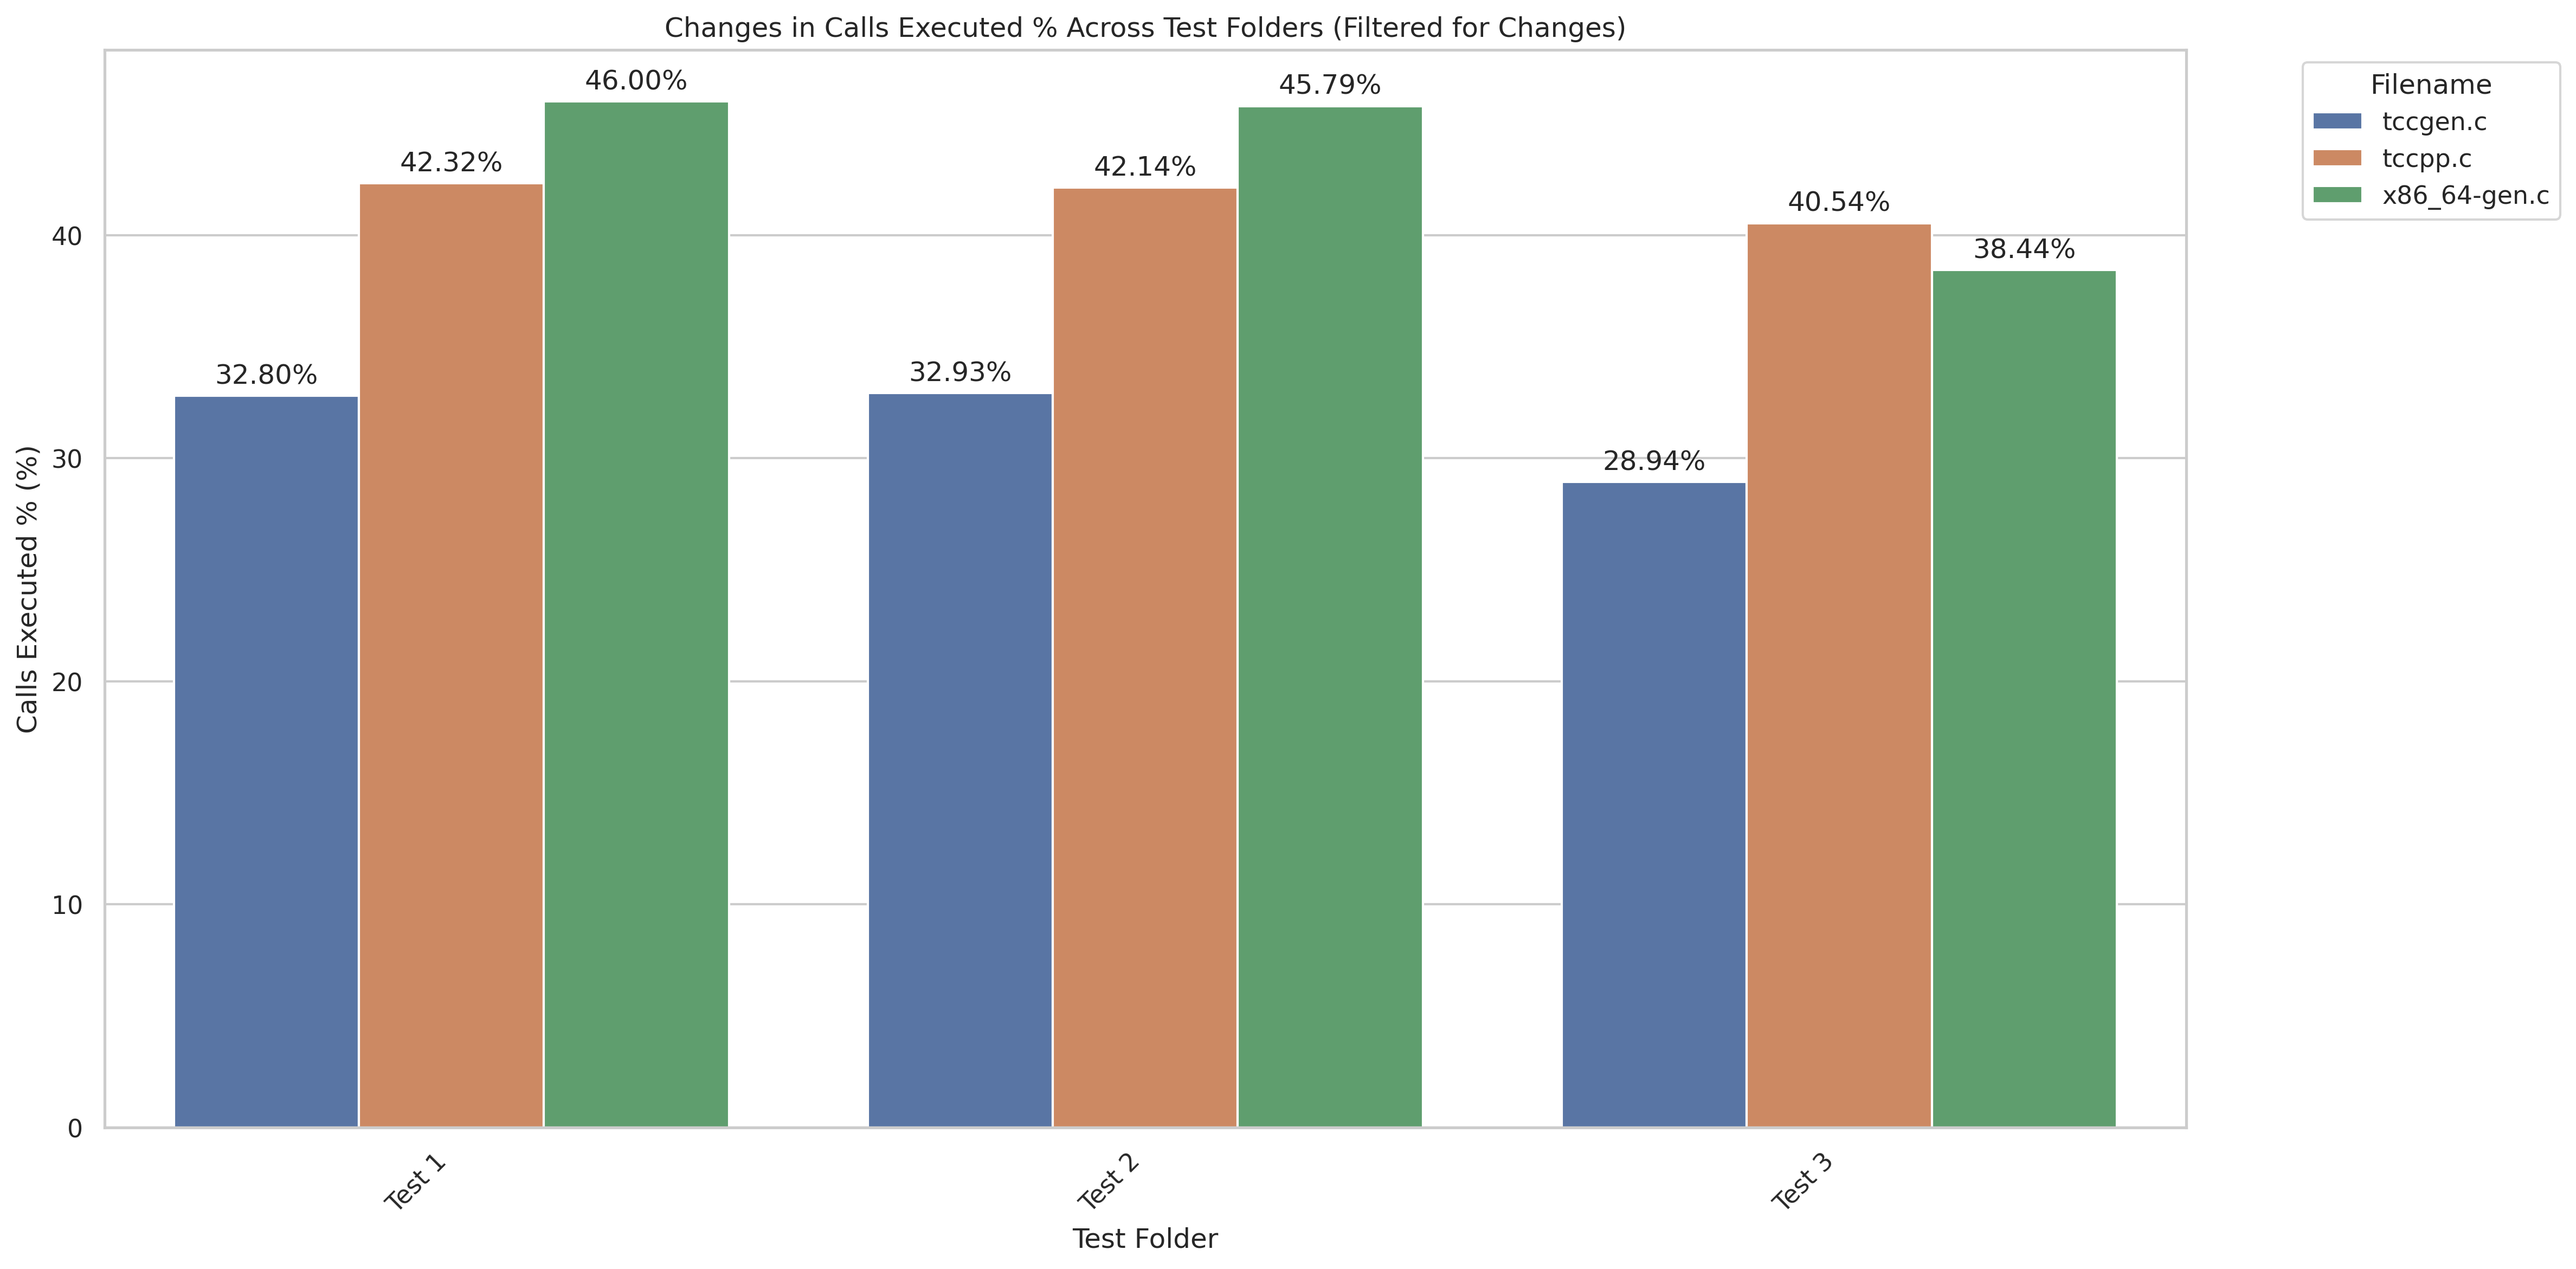 Changes in Calls Executed % Across Test Folders (Filtered for Changes)
Filename
tccgen.c
tccpp.c
x86_64-gen.c
46.00%
45.79%
42.32%
42.14%
40.54%
38.44%
32.80%
32.93%
28.94%
Calls Executed % (%)
40
30
20
10
0
Test 1
Test 2
Test 3
Test Folder